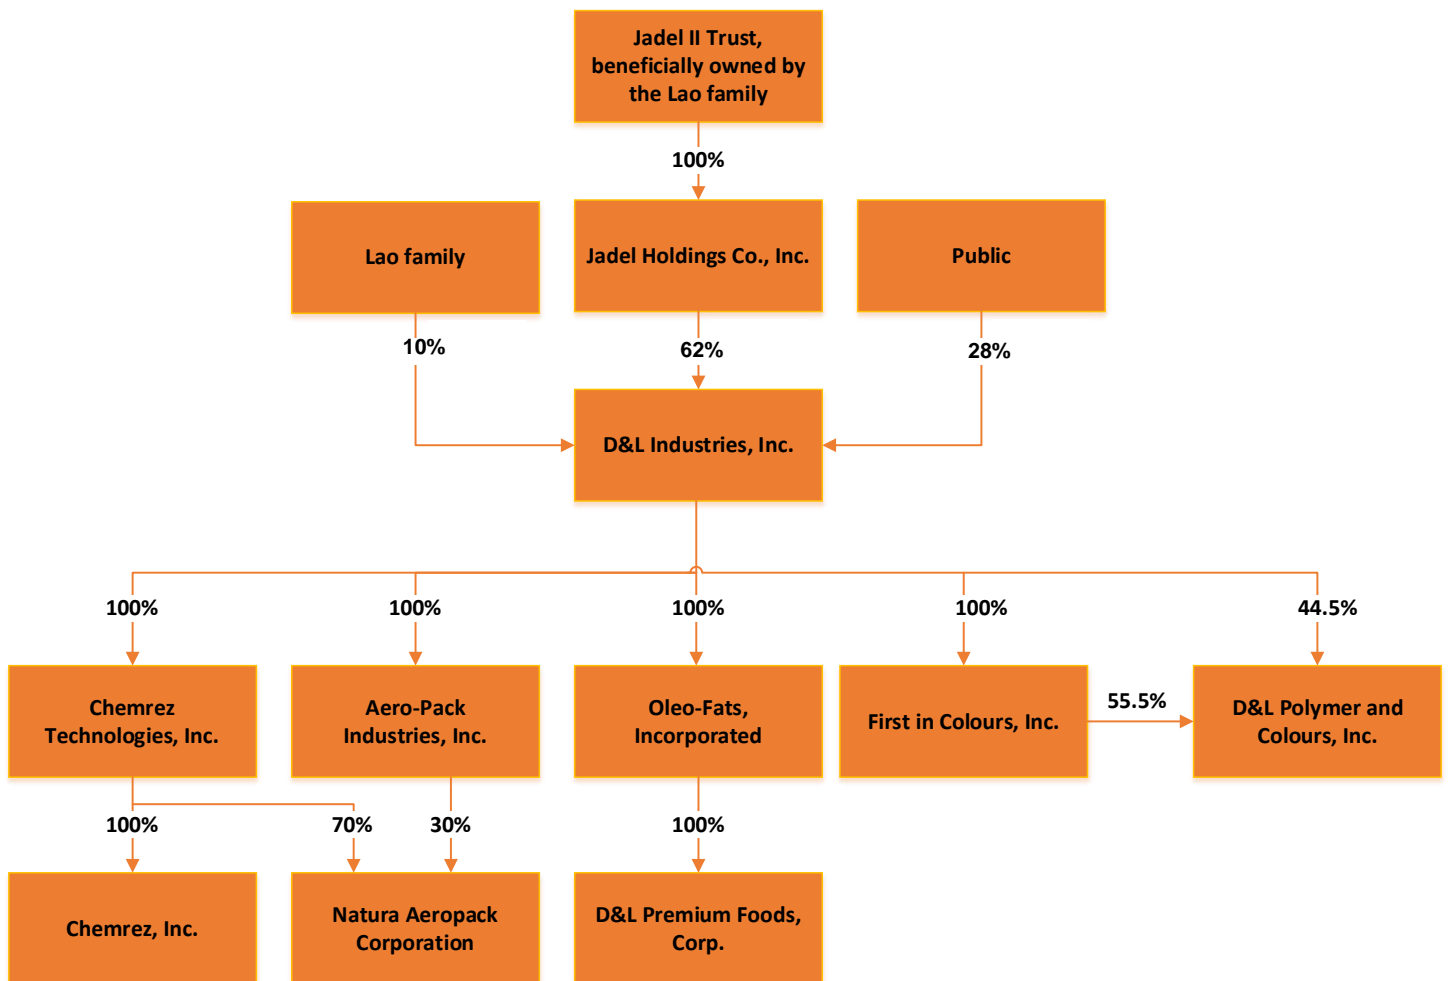 Jadel II Trust,
beneficially owned by
the Lao family
100%
Lao family
Jadel Holdings Co., Inc.
Public
10%
62%
28%
D&L Industries, Inc.
100%
100%
100%
100%
44.5%
Chemrez
Technologies, Inc.
Aero-Pack
Industries, Inc.
Oleo-Fats,
Incorporated
First in Colours, Inc.
55.5%
D&L Polymer and
Colours, Inc.
100%
70%
30%
100%
Chemrez, Inc.
Natura Aeropack
Corporation
D&L Premium Foods,
Corp.